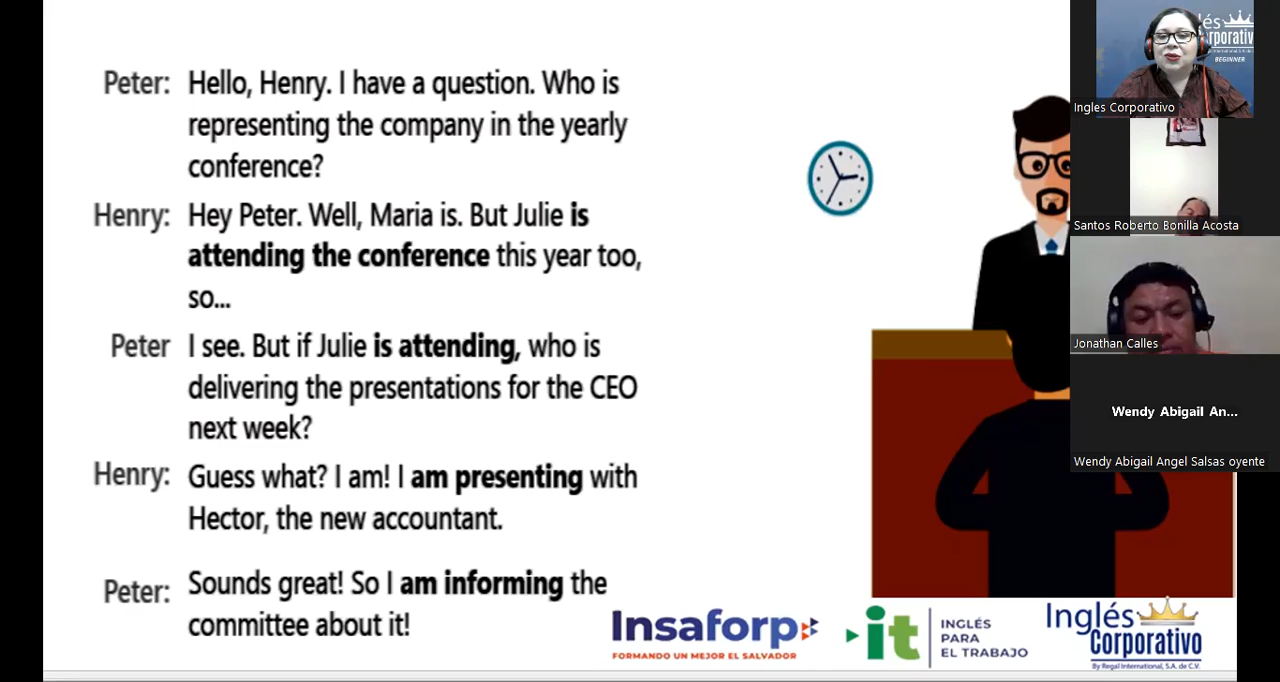 Peter: Hello, Henry. I have a question. Who is
representing the company in the yearly
conference?
Henry: Hey Peter. Well, Maria is. But Julie is
attending the conference this year too,
so...
Peter I see. But if Julie is attending, who is
delivering the presentations for the CEO
next week?
Henry: Guess what? I am! I am presenting with
Hector, the new accountant.
Peter: Sounds great! So I am informing the
committee about it!
Insaforp
FORMANDO UN MEJOR EL SALVADOR
it
INGLÉS
PARA
EL TRABAJO
Inglés
Corporativo
By Regal International, S.A. de C.V.
BEGINNER
Ingles Corporativo
Santos Roberto Bonilla Acosta
Jonathan Calles
Wendy Abigail An...
Wendy Abigail Angel Salsas oyente